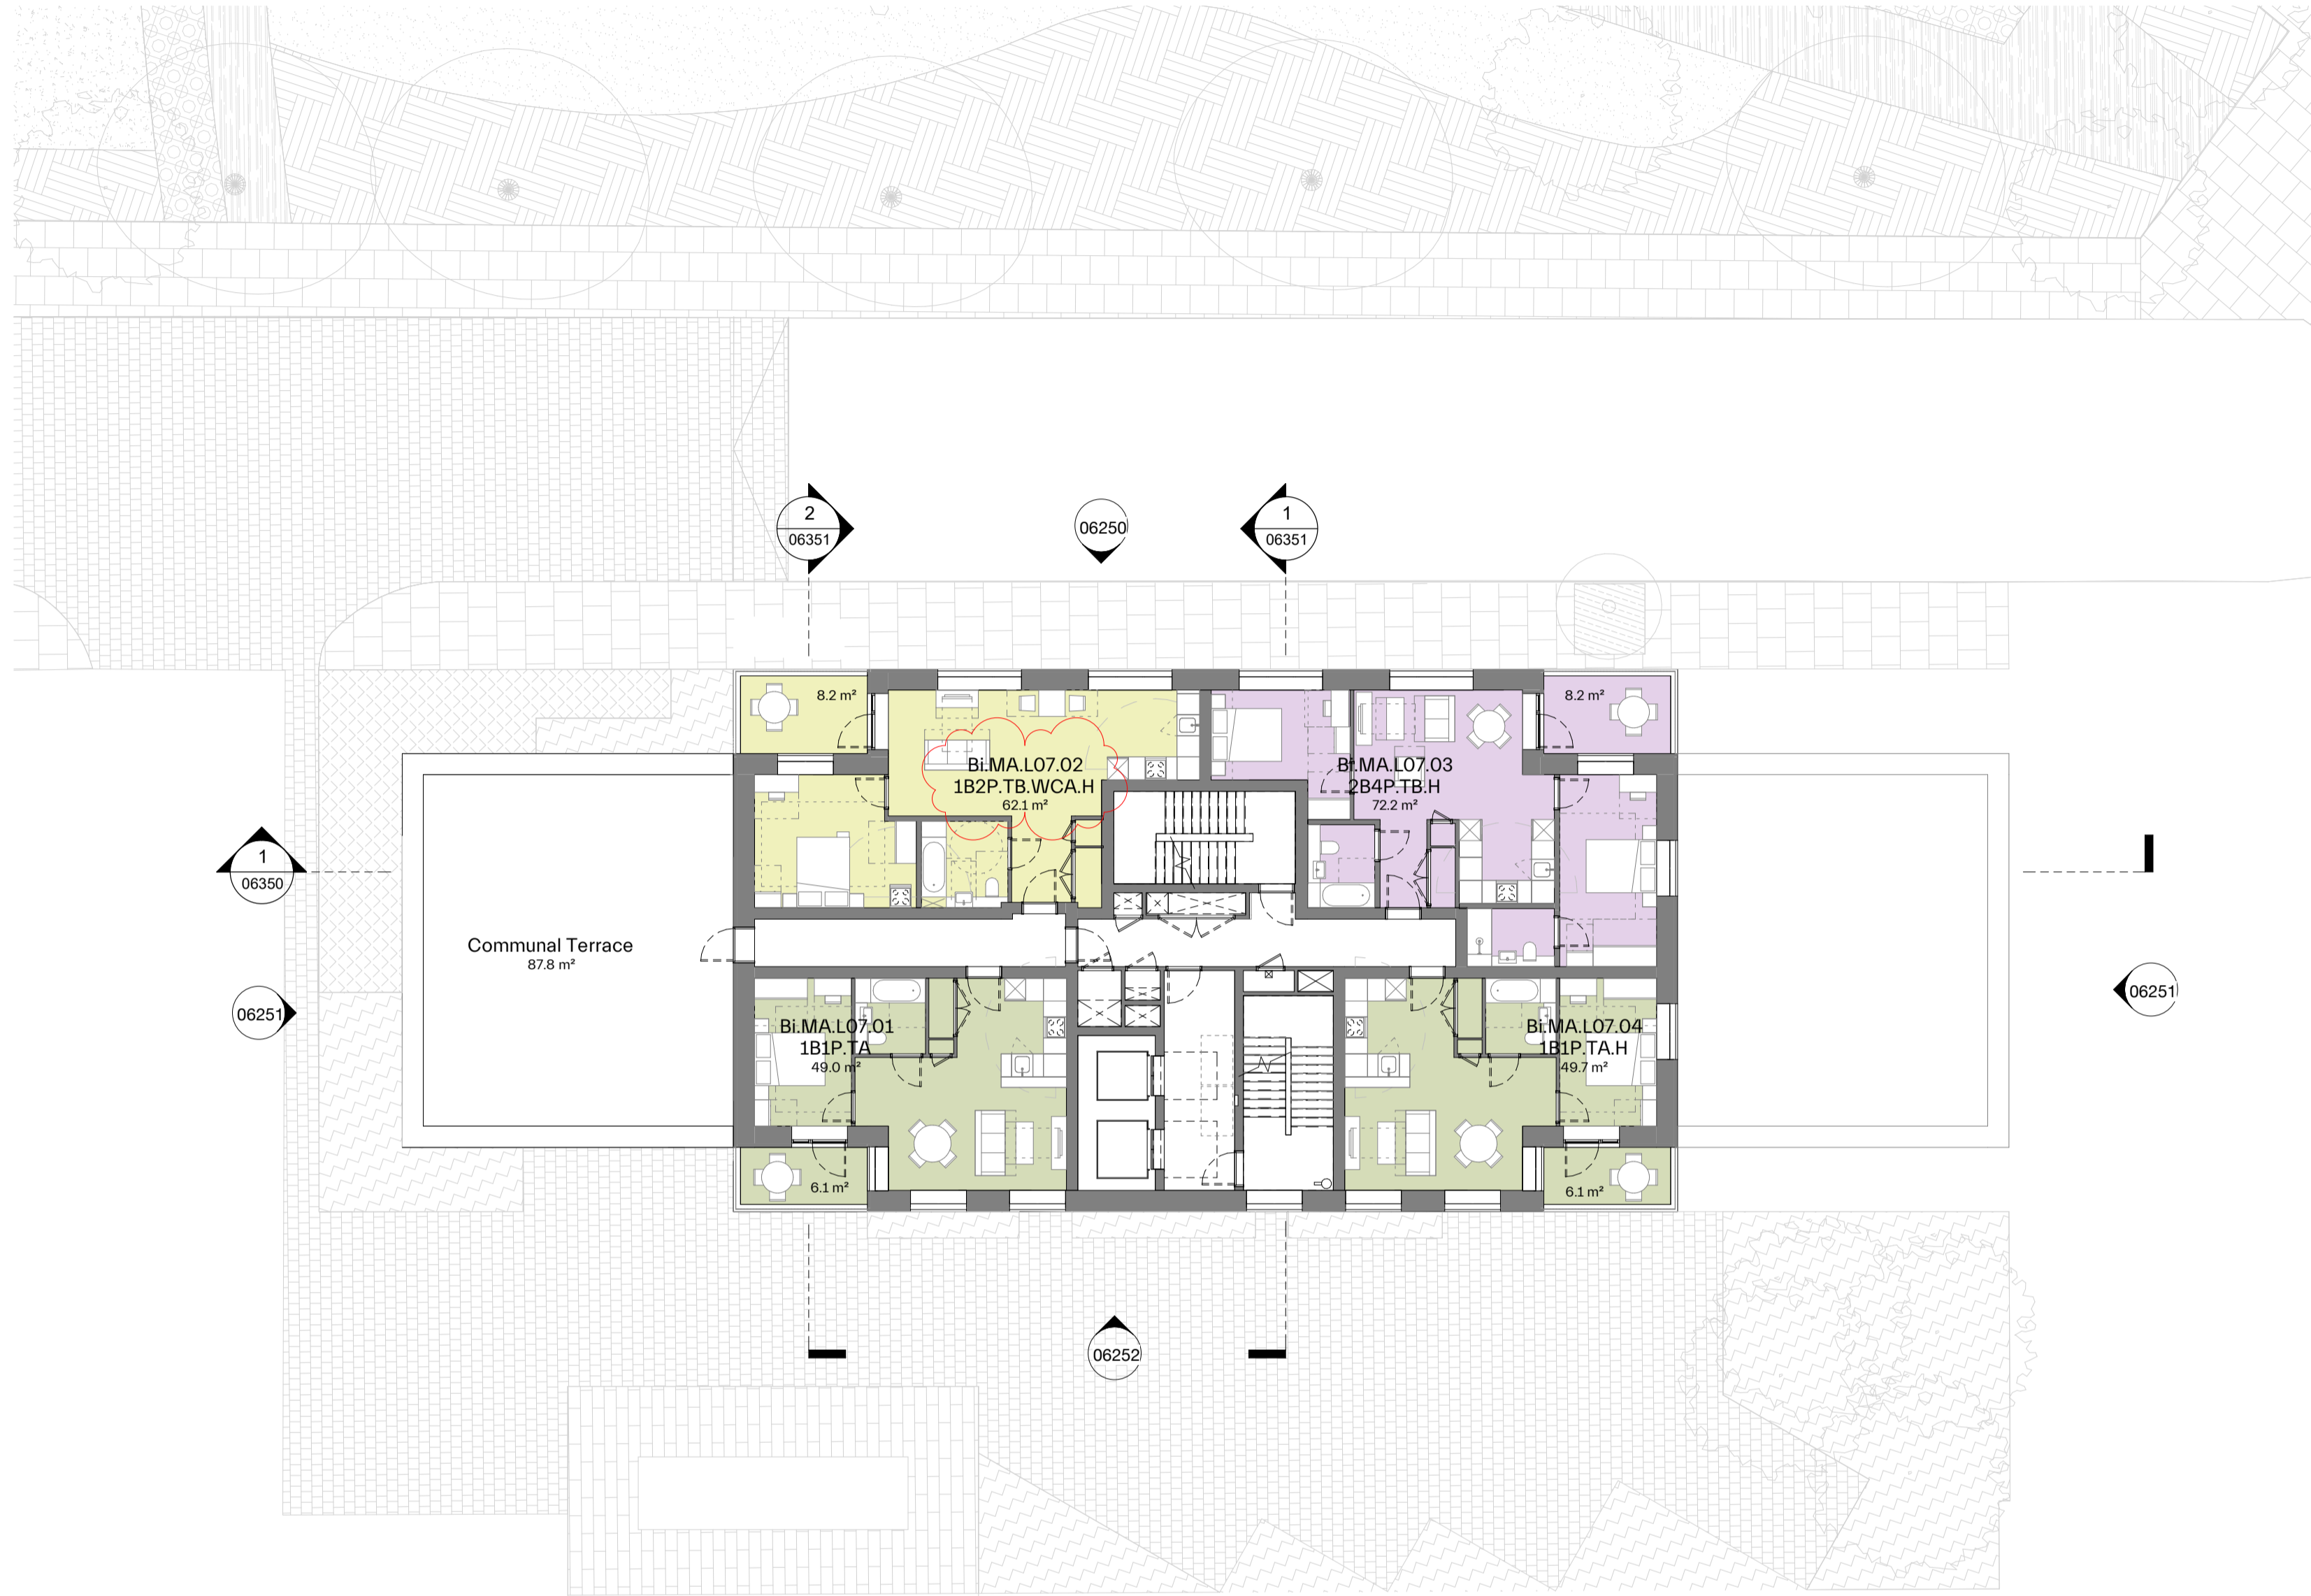 2
06351
06250
1
06351
8.2 m²
8.2 m²
Bi.MA.L07.02
1B2P.TB.WCA.H
62.1 m²
Bi.MA.L07.03
2B4P.TB.H
72.2 m²
1
06350
Communal Terrace
87.8 m²
06251
06251
Bi.MA.L07.01
1B1P.TA
49.0 m²
Bi.MA.L07.04
1B1P.TA.H
49.7 m²
6.1 m²
6.1 m²
06252